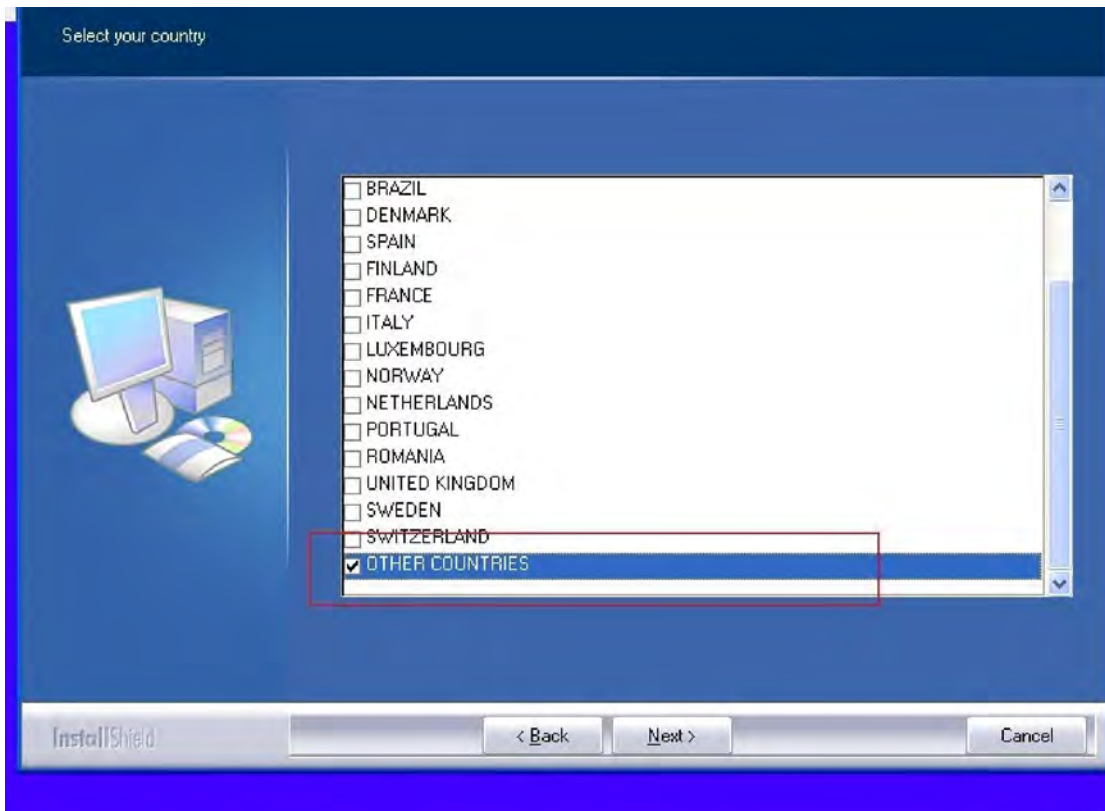 Select your country
BRAZIL
DENMARK
SPAIN
FINLAND
FRANCE
ITALY
LUXEMBOURG
NORWAY
NETHERLANDS
PORTUGAL
ROMANIA
UNITED KINGDOM
SWEDEN
SWITZERLAND
OTHER COUNTRIES
InstallShield
< Back
Next >
Cancel